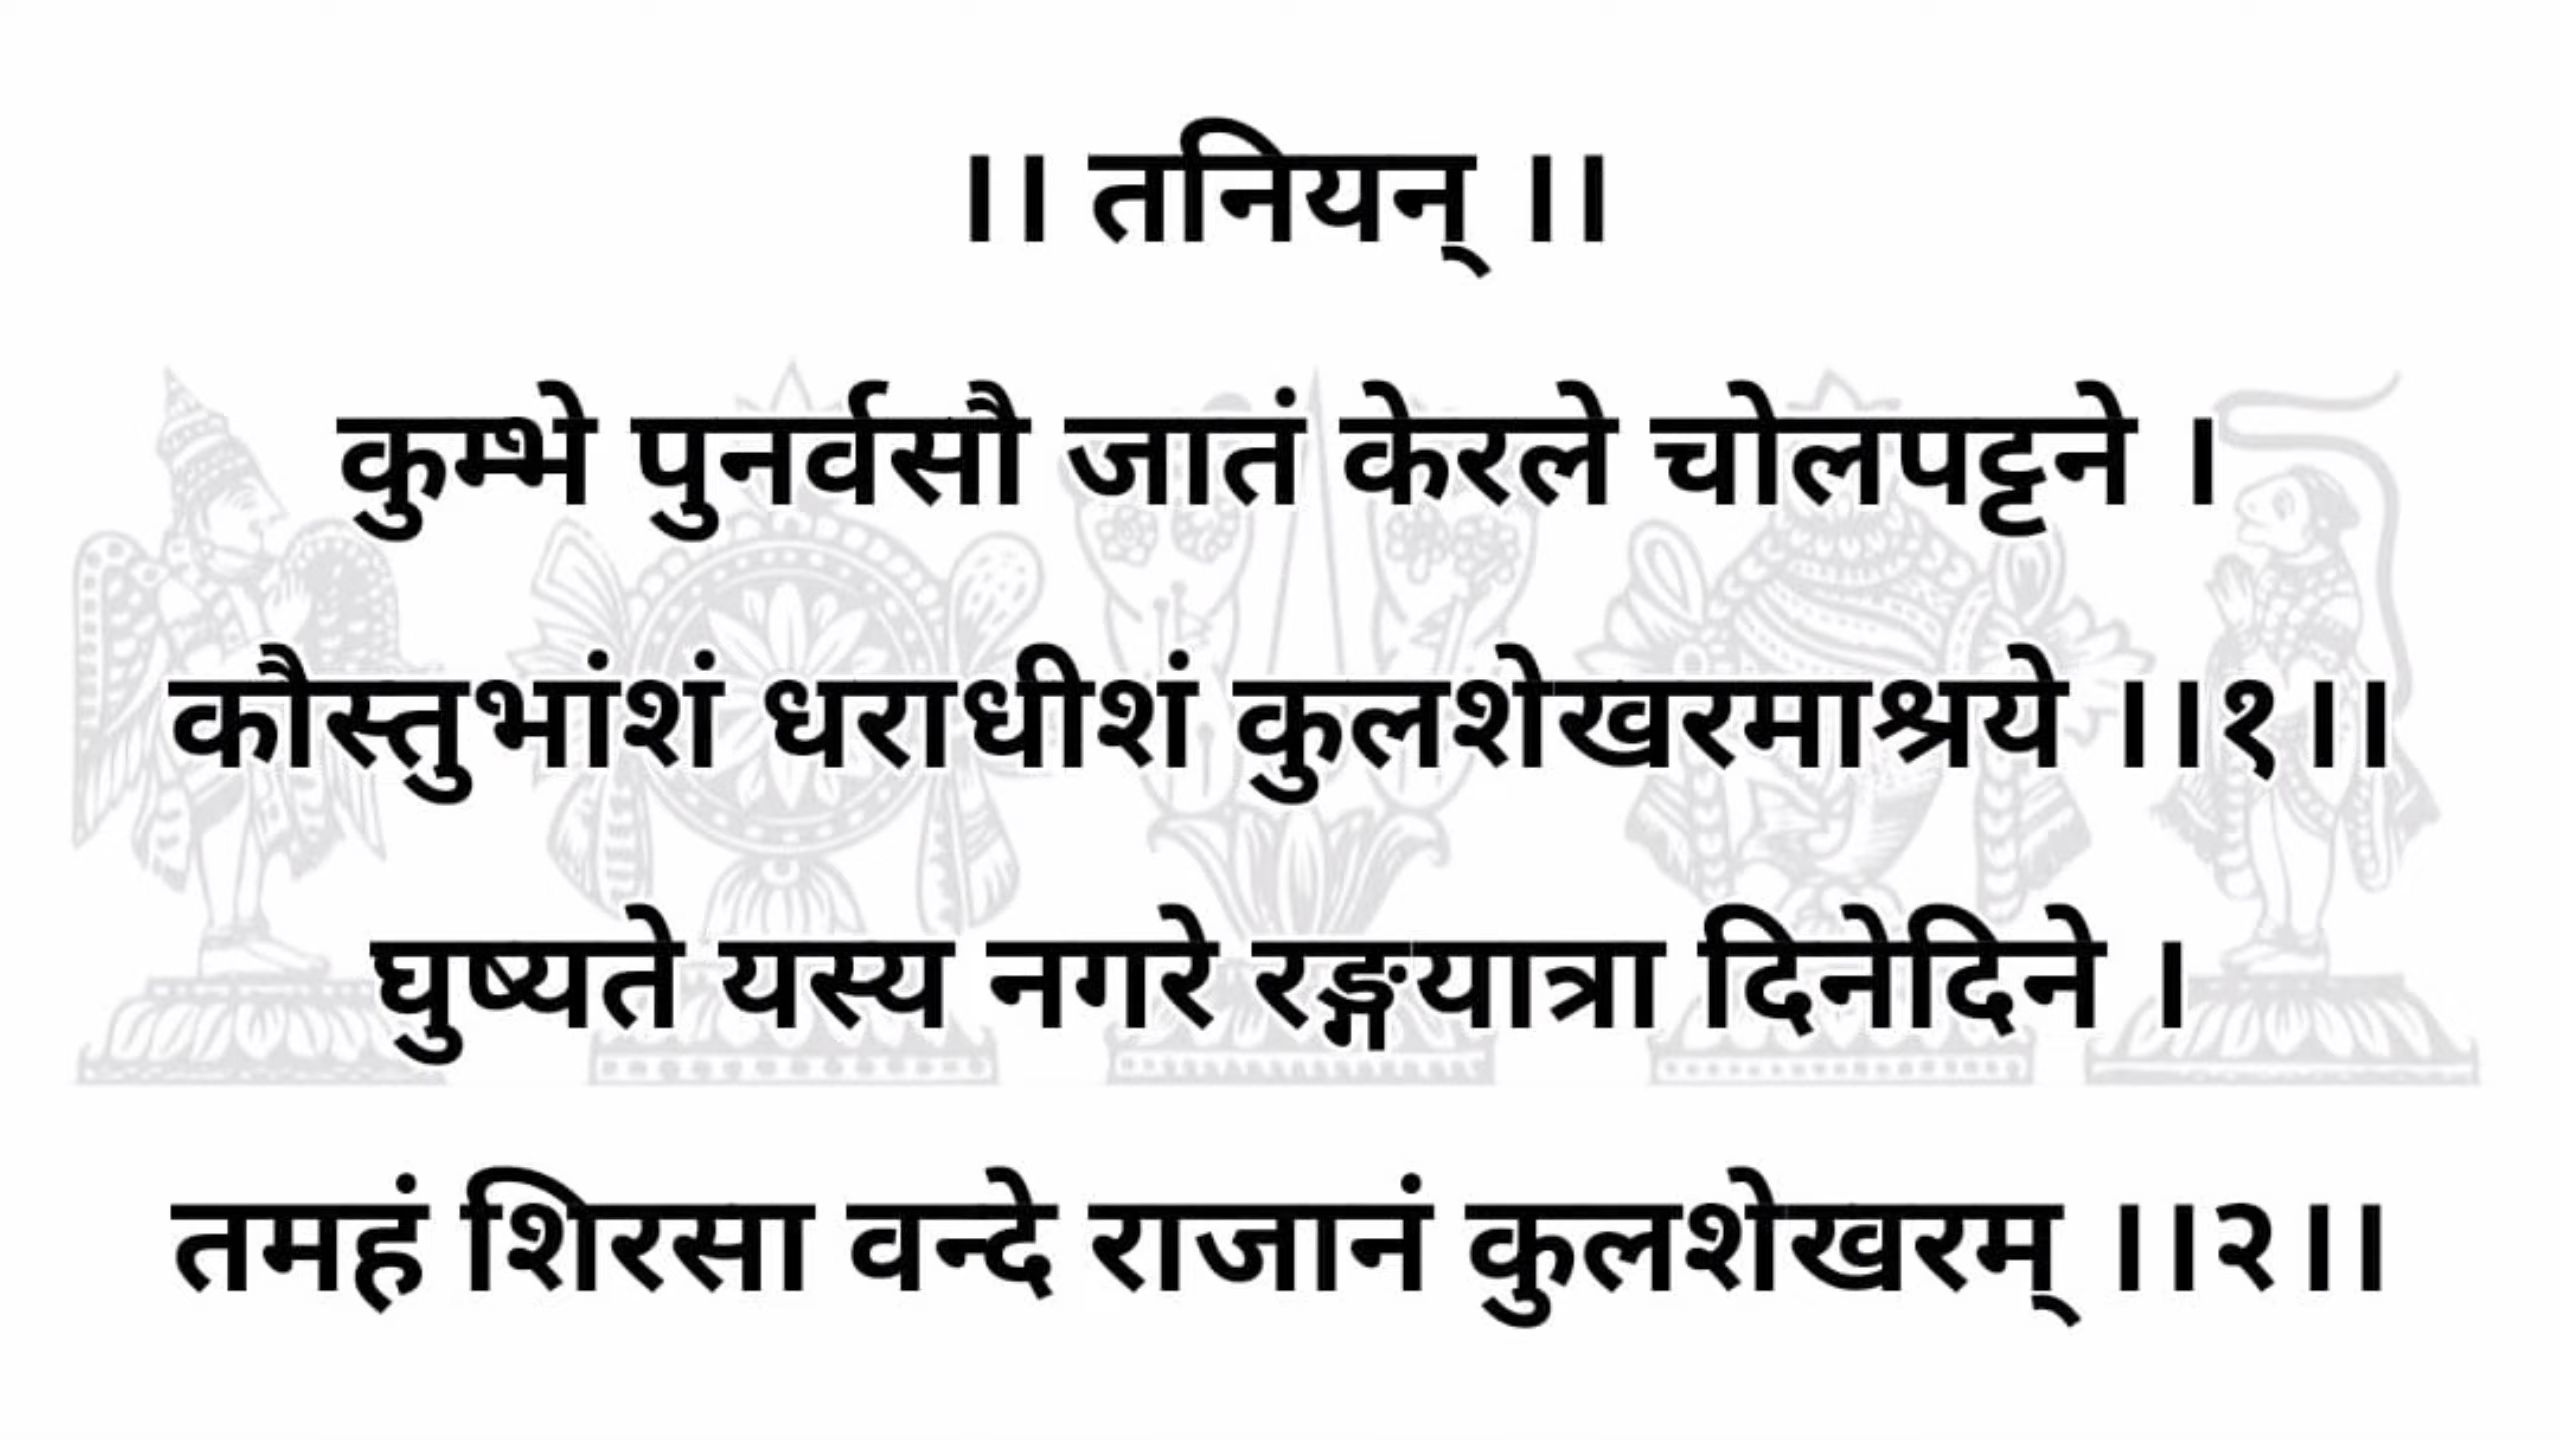 ।। तनियन् ।।
कुम्भे पुनर्वसौ जातं केरले चोलपट्टने ।
कौस्तुभांशं धराधीशं कुलशेखरमाश्रये ।।१।।
घुष्यते यस्य नगरे रङ्गयात्रा दिनेदिने ।
तमहं शिरसा वन्दे राजानं कुलशेखरम् ।।२।।